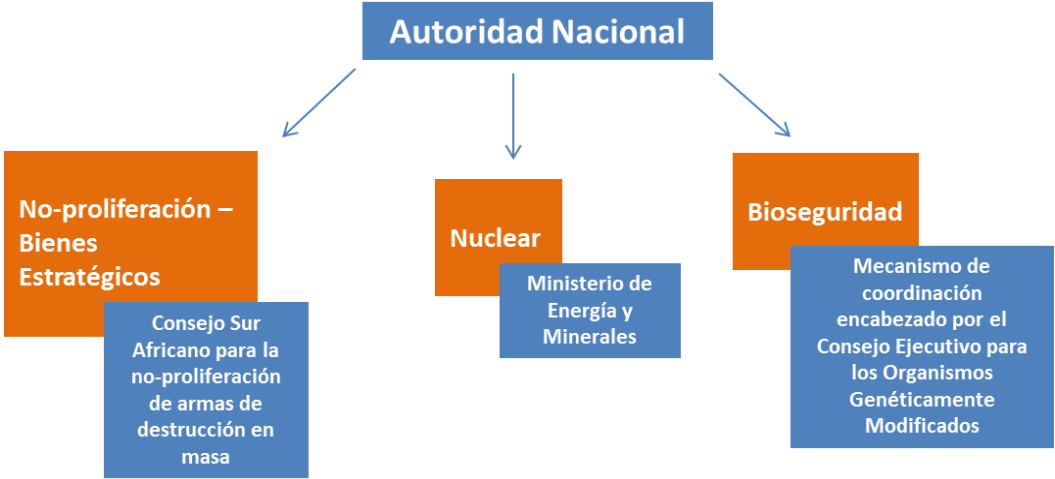 Autoridad Nacional
No-proliferación –
Bienes
Estratégicos
Consejo Sur
Africano para la
no-proliferación
de armas de
destrucción en
masa
Nuclear
Ministerio de
Energía y
Minerales
Bioseguridad
Mecanismo de
coordinación
encabezado por el
Consejo Ejecutivo para
los Organismos
Genéticamente
Modificados